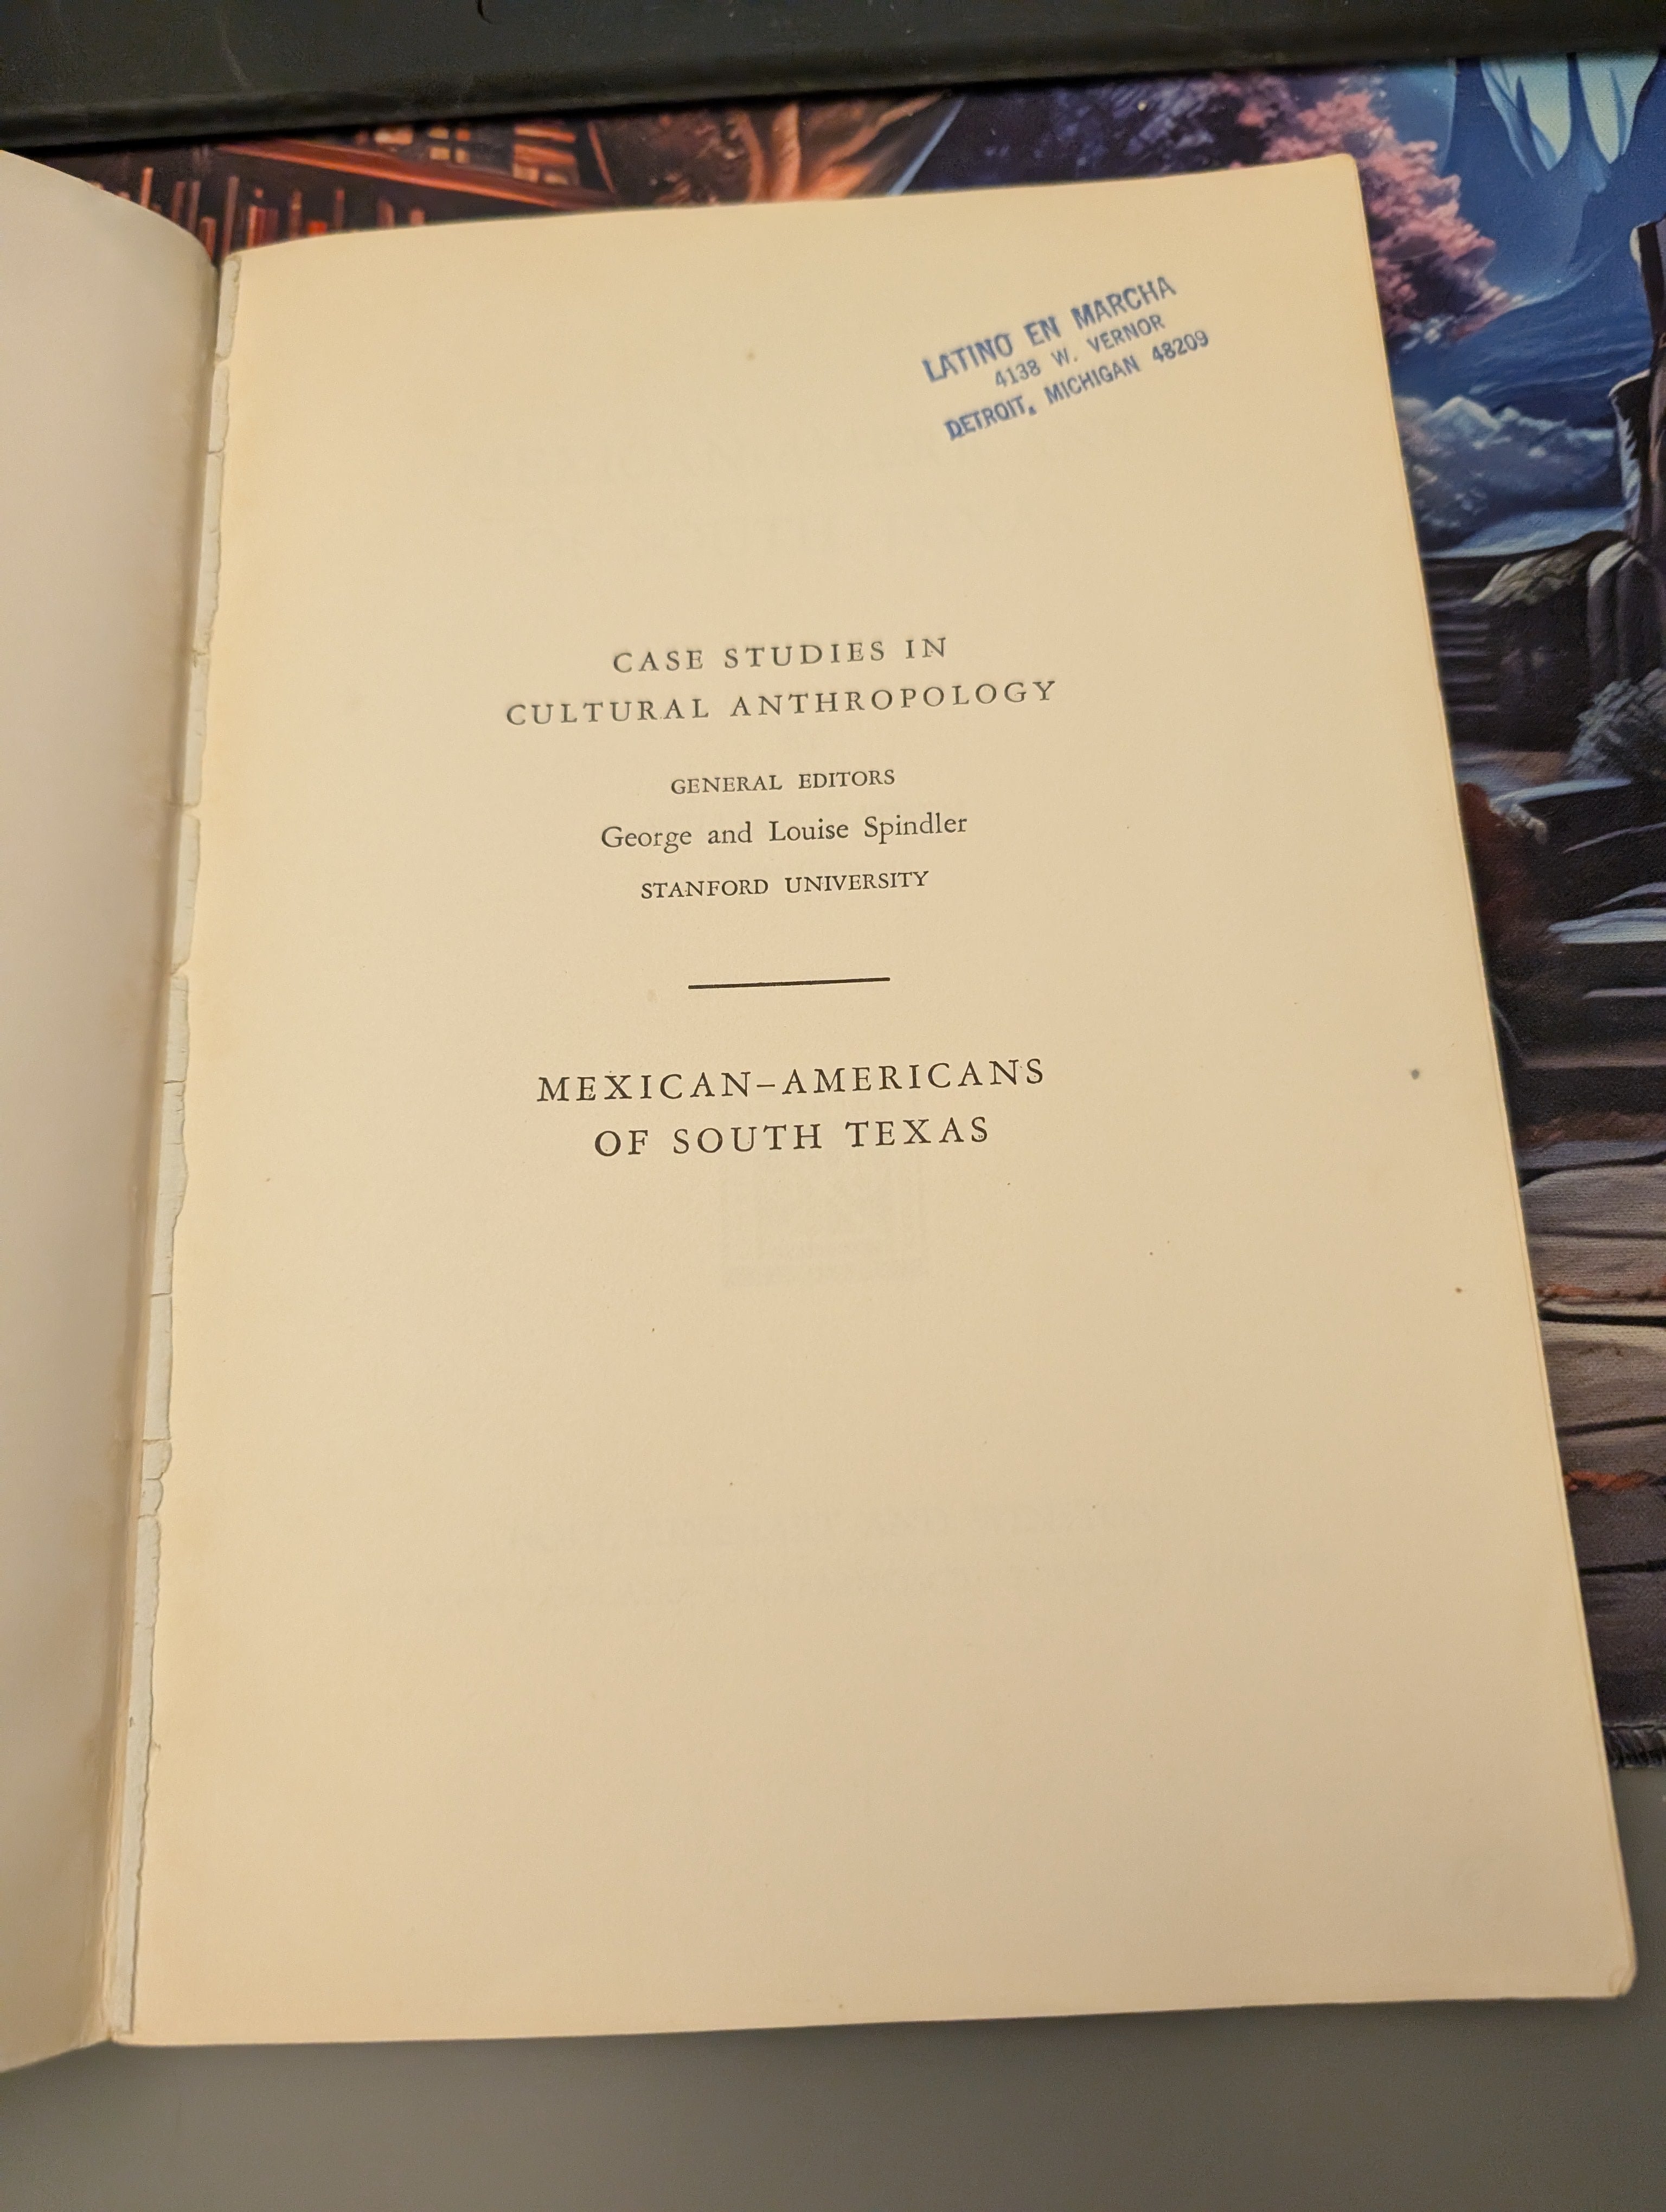 LATINO EN MARCHA
4138 W. VERNOR
DETROIT, MICHIGAN 48209
CASE STUDIES IN
CULTURAL ANTHROPOLOGY
GENERAL EDITORS
George and Louise Spindler
STANFORD UNIVERSITY
MEXICAN–AMERICANS
OF SOUTH TEXAS